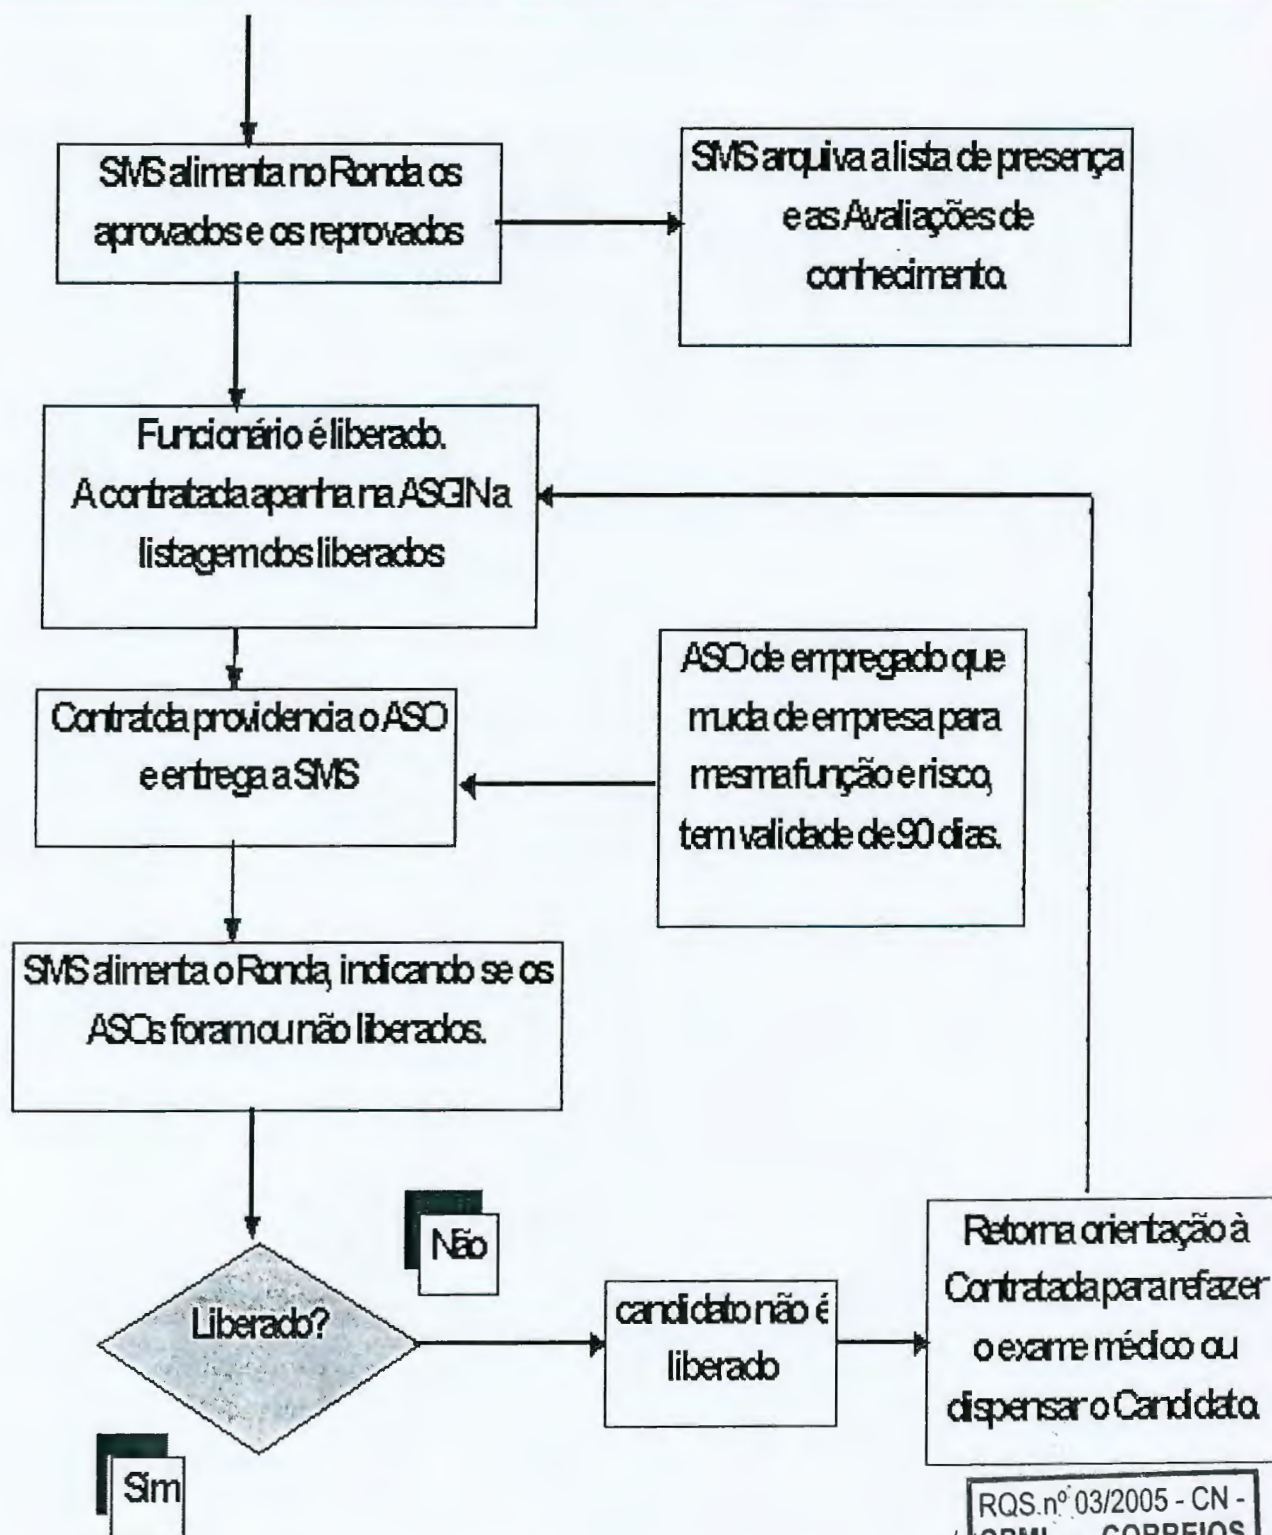 SMS alimenta no Ronda os
aprovados e os reprovados
SMS arquiva a lista de presença
e as Avaliações de
conhecimento.
Funcionário é liberado.
A contratada apanha na ASGIN a
listagem dos liberados
Contratda providencia o ASO
e entrega a SMS
ASO de empregado que
muda de empresa para
mesma função e risco,
tem validade de 90 dias.
SMS alimenta o Ronda, indicando se os
ASOs foram ou não liberados.
Liberado?
Não
candidato não é
liberado
Retorna orientação à
Contratada para refazer
o exame médico ou
dispensar o Candidato.
Sim
RQS.nº 03/2005 - CN -
CPMI - CORREIOS